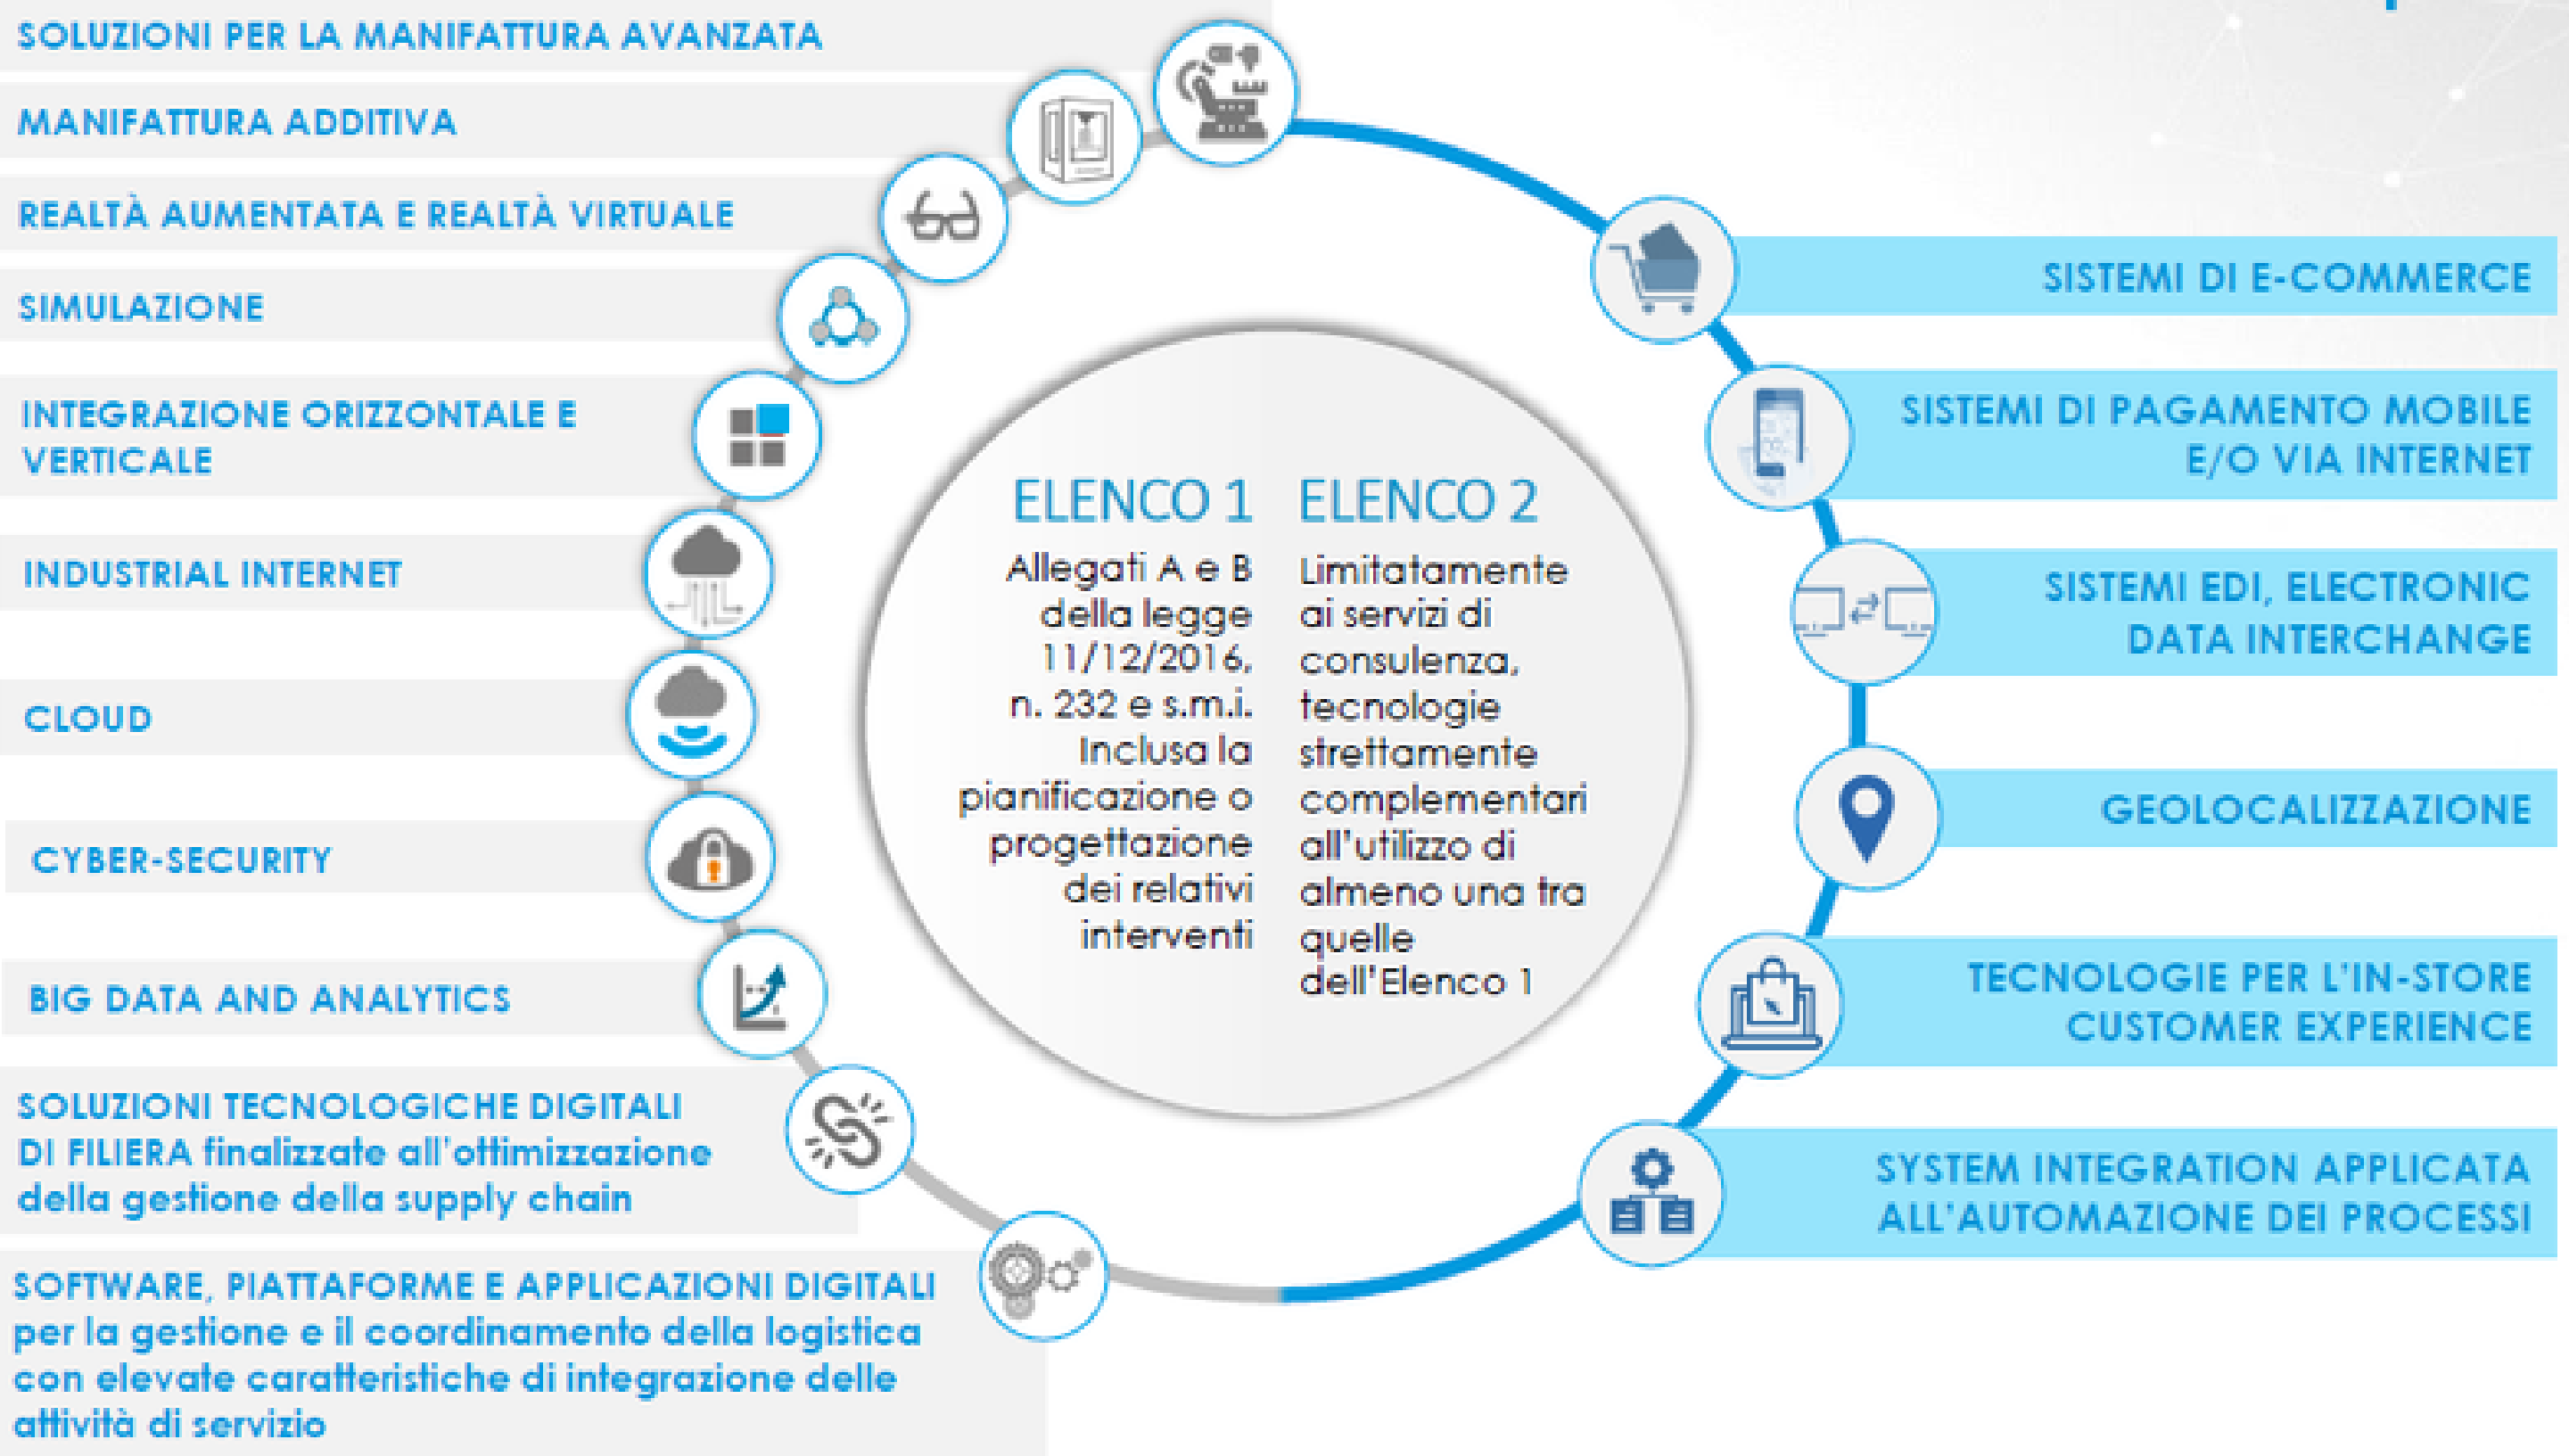 SOLUZIONI PER LA MANIFATTURA AVANZATA
MANIFATTURA ADDITIVA
REALTÀ AUMENTATA E REALTÀ VIRTUALE
SIMULAZIONE
INTEGRAZIONE ORIZZONTALE E
VERTICALE
INDUSTRIAL INTERNET
CLOUD
CYBER-SECURITY
BIG DATA AND ANALYTICS
SOLUZIONI TECNOLOGICHE DIGITALI
DI FILIERA finalizzate all'ottimizzazione
della gestione della supply chain
SOFTWARE, PIATTAFORME E APPLICAZIONI DIGITALI
per la gestione e il coordinamento della logistica
con elevate caratteristiche di integrazione delle
attività di servizio
ELENCO 1
Allegati A e B
della legge
11/12/2016,
n. 232 e s.m.i.
Inclusa la
pianificazione o
progettazione
dei relativi
interventi
ELENCO 2
Limitatamente
ai servizi di
consulenza,
tecnologie
strettamente
complementari
all'utilizzo di
almeno una tra
quelle
dell'Elenco 1
SISTEMI DI E-COMMERCE
SISTEMI DI PAGAMENTO MOBILE
E/O VIA INTERNET
SISTEMI EDI, ELECTRONIC
DATA INTERCHANGE
GEOLOCALIZZAZIONE
TECNOLOGIE PER L'IN-STORE
CUSTOMER EXPERIENCE
SYSTEM INTEGRATION APPLICATA
ALL'AUTOMAZIONE DEI PROCESSI